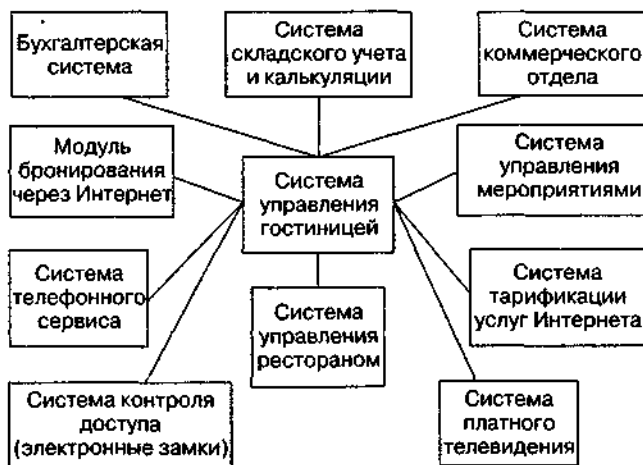 Бухгалтерская
система
Система
складского учета
и калькуляции
Система
коммерческого
отдела
Модуль
бронирования
через Интернет
Система
управления
гостиницей
Система
управления
мероприятиями
Система
телефонного
сервиса
Система
управления
рестораном
Система
тарификации
услуг Интернета
Система контроля
доступа
(электронные замки)
Система
платного
телевидения